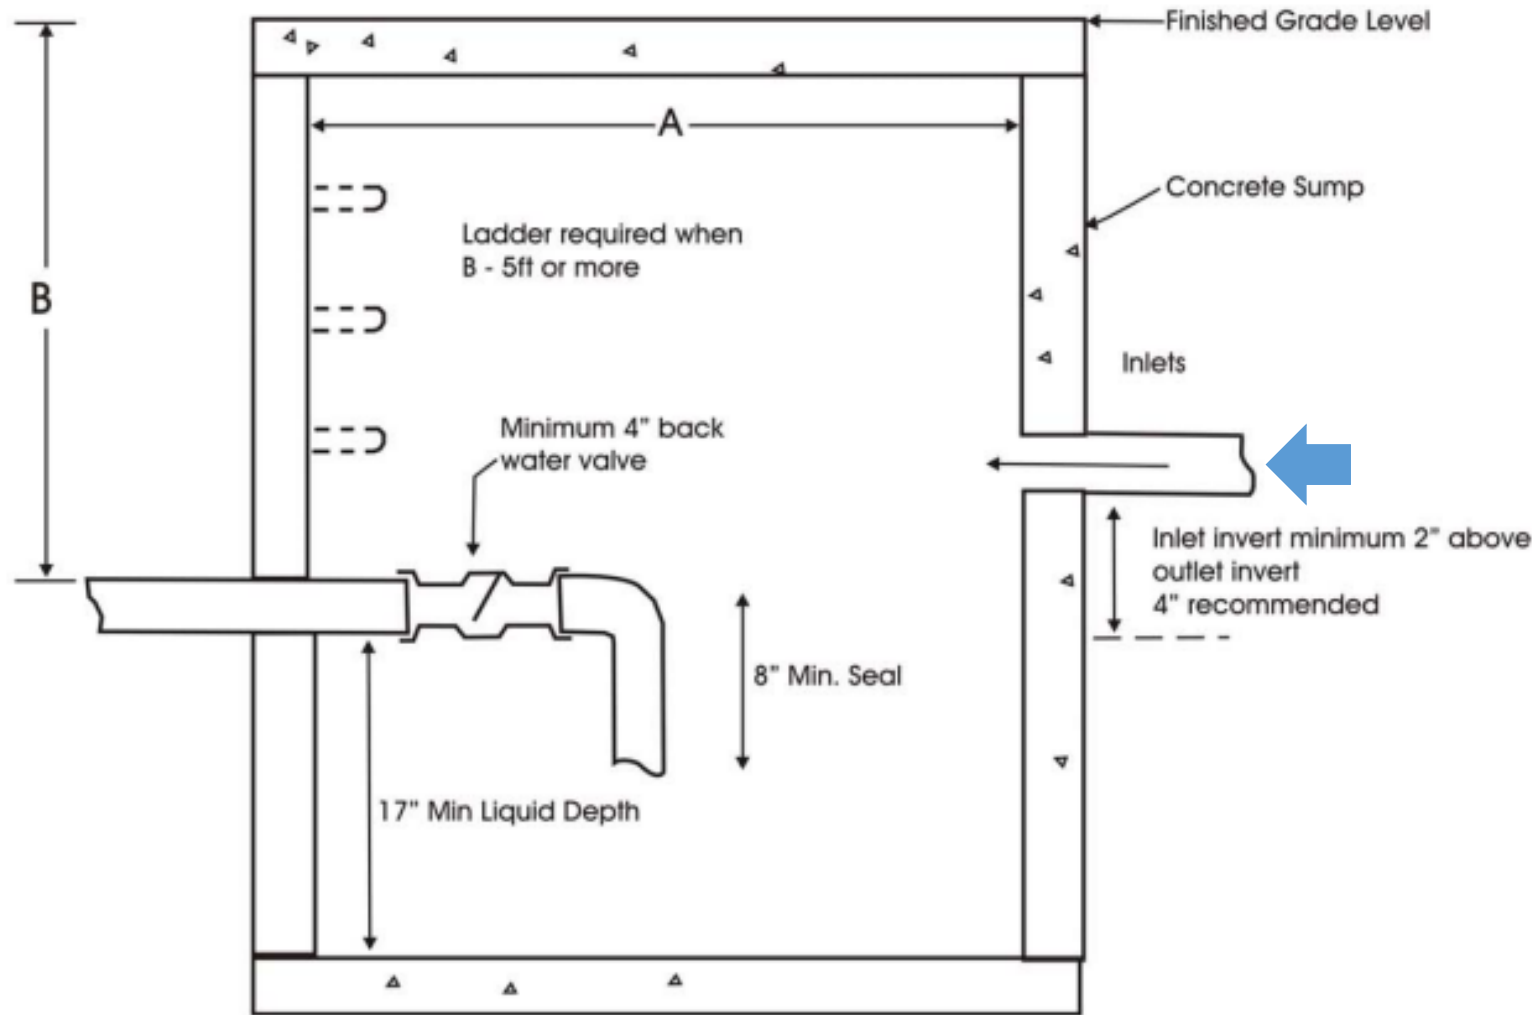 Finished Grade Level
A
Concrete Sump
Ladder required when
B - 5ft or more
B
Inlets
Minimum 4" back
water valve
Inlet invert minimum 2" above
outlet invert
4" recommended
8" Min. Seal
17" Min Liquid Depth